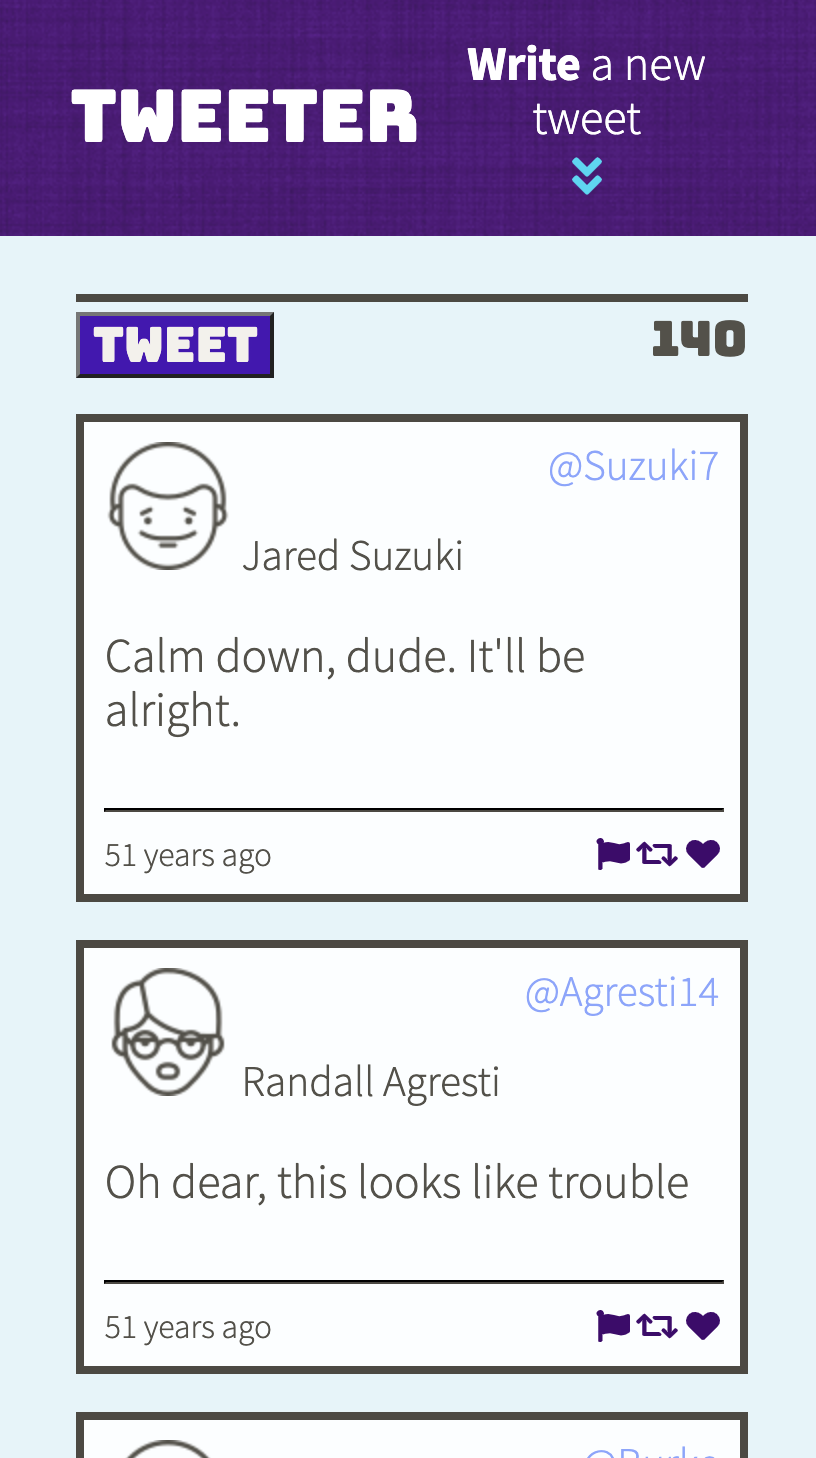 TWEETER
Write a new
tweet
TWEET
140
@Suzuki7
Jared Suzuki
Calm down, dude. It'll be
alright.
51 years ago
@Agresti14
Randall Agresti
Oh dear, this looks like trouble
51 years ago